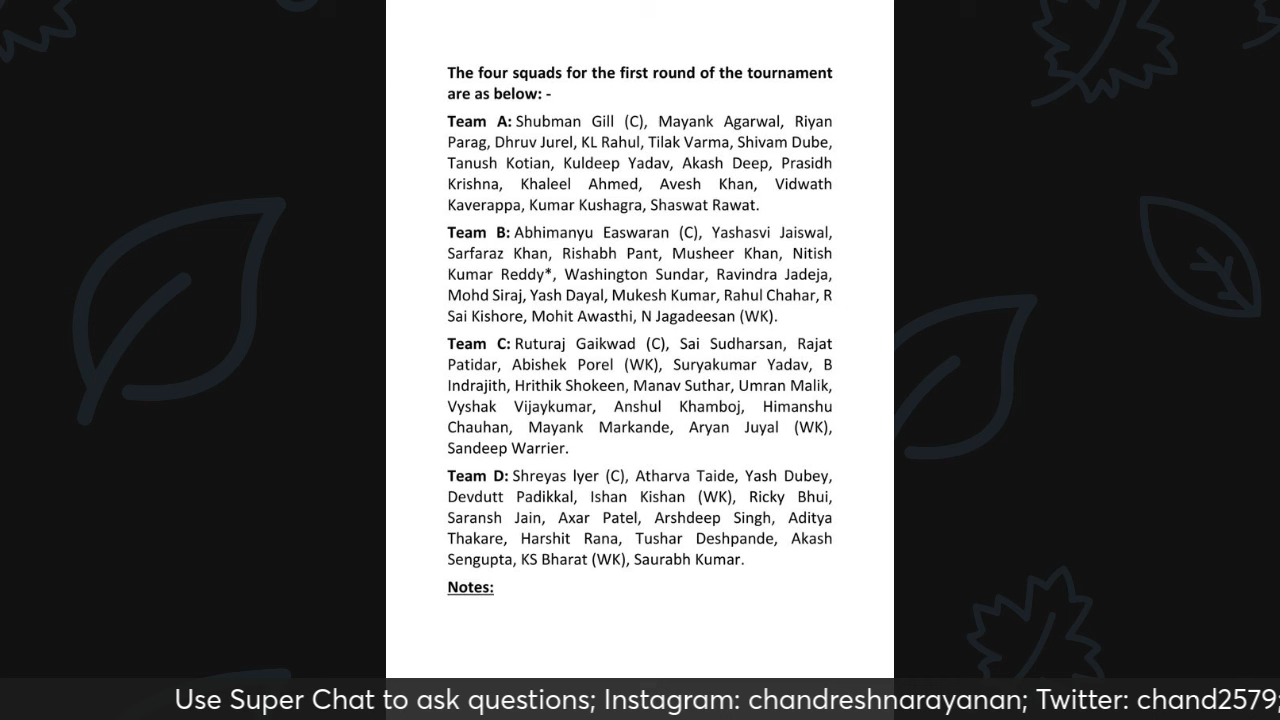 The four squads for the first round of the tournament
are as below: -
Team A: Shubman Gill (C), Mayank Agarwal, Riyan
Parag, Dhruv Jurel, KL Rahul, Tilak Varma, Shivam Dube,
Tanush Kotian, Kuldeep Yadav, Akash Deep, Prasidh
Krishna, Khaleel Ahmed, Avesh Khan, Vidwath
Kaverappa, Kumar Kushagra, Shaswat Rawat.
Team B: Abhimanyu Easwaran (C), Yashasvi Jaiswal,
Sarfaraz Khan, Rishabh Pant, Musheer Khan, Nitish
Kumar Reddy*, Washington Sundar, Ravindra Jadeja,
Mohd Siraj, Yash Dayal, Mukesh Kumar, Rahul Chahar, R
Sai Kishore, Mohit Awasthi, N Jagadeesan (WK).
Team C: Ruturaj Gaikwad (C), Sai Sudharsan, Rajat
Patidar, Abishek Porel (WK), Suryakumar Yadav, B
Indrajith, Hrithik Shokeen, Manav Suthar, Umran Malik,
Vyshak Vijaykumar, Anshul Khamboj, Himanshu
Chauhan, Mayank Markande, Aryan Juyal (WK),
Sandeep Warrier.
Team D: Shreyas lyer (C), Atharva Taide, Yash Dubey,
Devdutt Padikkal, Ishan Kishan (WK), Ricky Bhui,
Saransh Jain, Axar Patel, Arshdeep Singh, Aditya
Thakare, Harshit Rana, Tushar Deshpande, Akash
Sengupta, KS Bharat (WK), Saurabh Kumar.
Notes:
Use Super Chat to ask questions; Instagram: chandreshnarayanan; Twitter: chand2579;